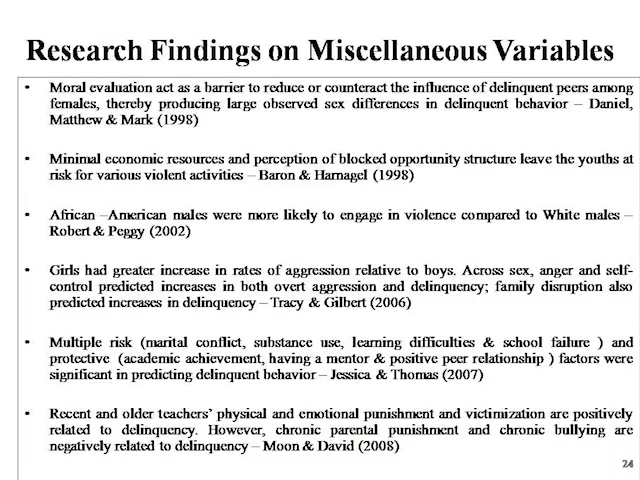 Research Findings on Miscellaneous Variables
• Moral evaluation act as a barrier to reduce or counteract the influence of delinquent peers among
females, thereby producing large observed sex differences in delinquent behavior – Daniel,
Matthew & Mark (1998)
• Minimal economic resources and perception of blocked opportunity structure leave the youths at
risk for various violent activities – Baron & Harnagel (1998)
• African –American males were more likely to engage in violence compared to White males –
Robert & Peggy (2002)
• Girls had greater increase in rates of aggression relative to boys. Across sex, anger and self-
control predicted increases in both overt aggression and delinquency; family disruption also
predicted increases in delinquency – Tracy & Gilbert (2006)
• Multiple risk (marital conflict, substance use, learning difficulties & school failure ) and
protective (academic achievement, having a mentor & positive peer relationship ) factors were
significant in predicting delinquent behavior – Jessica & Thomas (2007)
• Recent and older teachers' physical and emotional punishment and victimization are positively
related to delinquency. However, chronic parental punishment and chronic bullying are
negatively related to delinquency – Moon & David (2008)
24